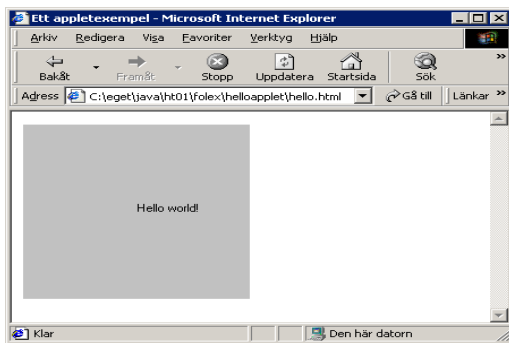 Ett appletexempel - Microsoft Internet Explorer
Arkiv Redigera Visa Favoriter Verktyg Hjälp
Bakåt Framåt Stopp Uppdatera Startsida Sök »
Adress C:\eget\java\ht01\folex\helloapplet\hello.html Gå till Länkar »
Hello world!
Klar Den här datorn